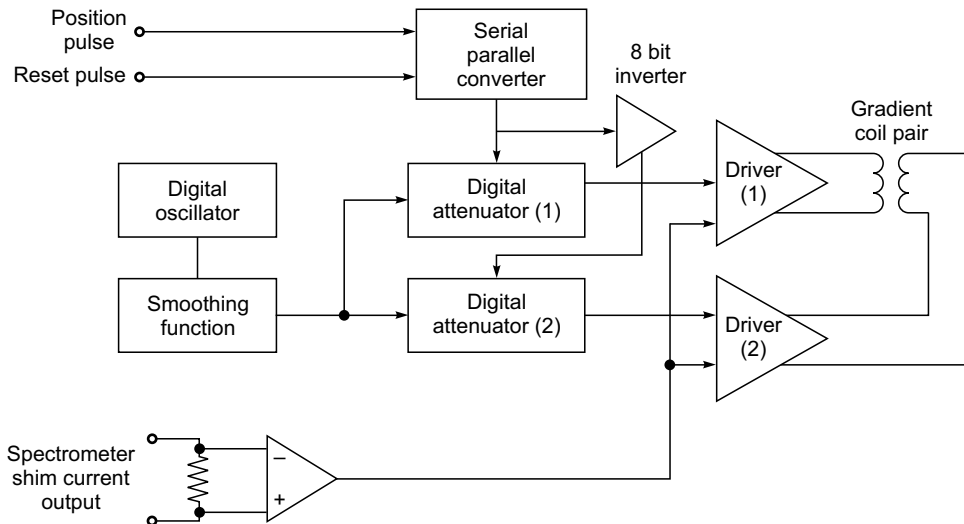 Position
pulse
Reset pulse
Serial
parallel
converter
8 bit
inverter
Gradient
coil pair
Digital
oscillator
Digital
attenuator (1)
Driver
(1)
Smoothing
function
Digital
attenuator (2)
Driver
(2)
Spectrometer
shim current
output
−
+